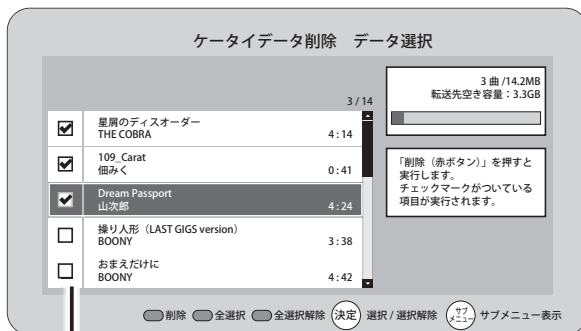 ケータイデータ削除 データ選択
3 / 14
3 曲 /14.2MB
転送先空き容量：3.3GB
星屑のディスオーダー
THE COBRA 4 : 14
109_Carat
佃みく 0 : 41
Dream Passport
山次郎 4 : 24
操り人形（LAST GIGS version）
BOONY 3 : 38
おまえだけに
BOONY 4 : 42
「削除（赤ボタン）」を押すと
実行します。
チェックマークがついている
項目が実行されます。
削除 全選択 全選択解除 決定 選択 / 選択解除 サブメニュー サブメニュー表示